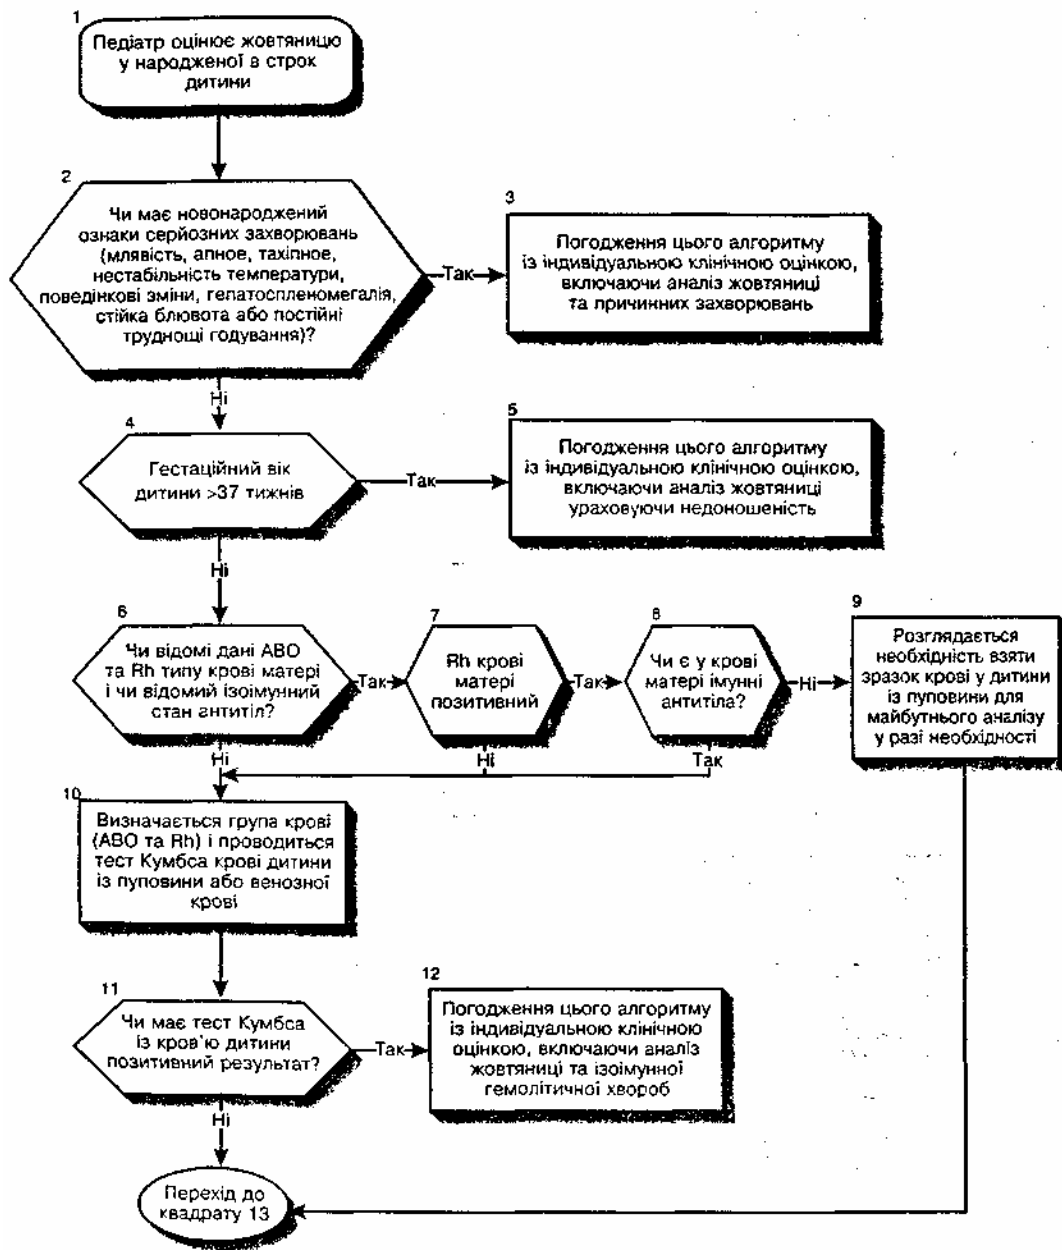 1
Педіатр оцінює жовтяницю
у народженої в строк
дитини
2
Чи має новонароджений
ознаки серйозних захворювань
(млявість, апное, тахіпное,
нестабільність температури,
поведінкові зміни, гепатоспленомегалія,
стійка блювота або постійні
труднощі годування)?
Так
3
Погодження цього алгоритму
із індивідуальною клінічною оцінкою,
включаючи аналіз жовтяниці
та причинних захворювань
Ні
4
Гестаційний вік
дитини >37 тижнів
Так
5
Погодження цього алгоритму
із індивідуальною клінічною оцінкою,
включаючи аналіз жовтяниці
ураховуючи недоношеність
Ні
6
Чи відомі дані АВО
та Rh типу крові матері
і чи відомий ізоімунний
стан антитіл?
Так
7
Rh крові
матері
позитивний
Так
8
Чи є у крові
матері імунні
антитіла?
Ні
9
Розглядається
необхідність взяти
зразок крові у дитини
із пуповини для
майбутнього аналізу
у разі необхідності
Ні
Ні
Так
10
Визначається група крові
(АВО та Rh) і проводиться
тест Кумбса крові дитини
із пуповини або венозної
крові
11
Чи має тест Кумбса
із кров'ю дитини
позитивний результат?
Так
12
Погодження цього алгоритму
із індивідуальною клінічною
оцінкою, включаючи аналіз
жовтяниці та ізоімунної
гемолітичної хвороб
Ні
Перехід до
квадрату 13